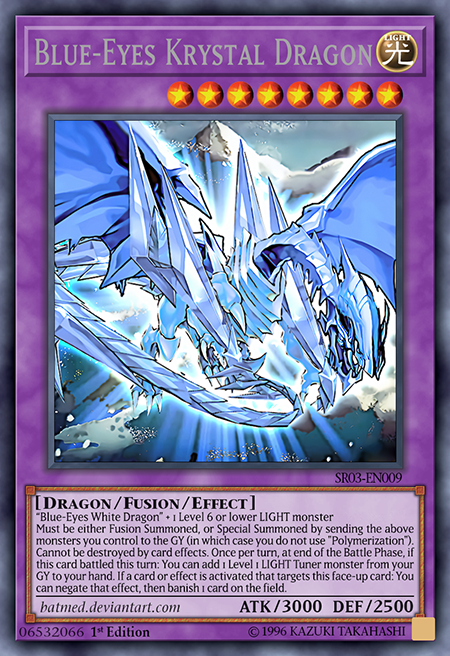 BLUE-EYES KRYSTAL DRAGON
LIGHT
光
SR03-EN009
[DRAGON/FUSION/EFFECT]
"Blue-Eyes White Dragon" + 1 Level 6 or lower LIGHT monster
Must be either Fusion Summoned, or Special Summoned by sending the above
monsters you control to the GY (in which case you do not use "Polymerization").
Cannot be destroyed by card effects. Once per turn, at end of the Battle Phase, if
this card battled this turn: You can add 1 Level 1 LIGHT Tuner monster from your
GY to your hand. If a card or effect is activated that targets this face-up card: You
can negate that effect, then banish 1 card on the field.
batmed.deviantart.com ATK/3000 DEF/2500
06532066 1st Edition © 1996 KAZUKI TAKAHASHI